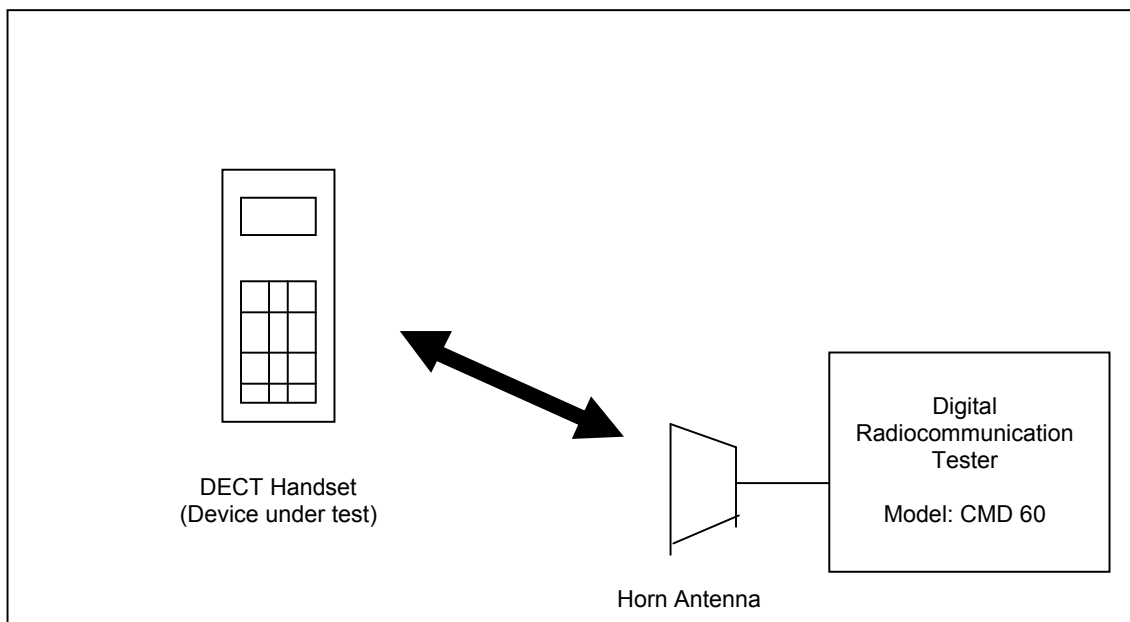 DECT Handset
(Device under test)
Horn Antenna
Digital
Radiocommunication
Tester
Model: CMD 60